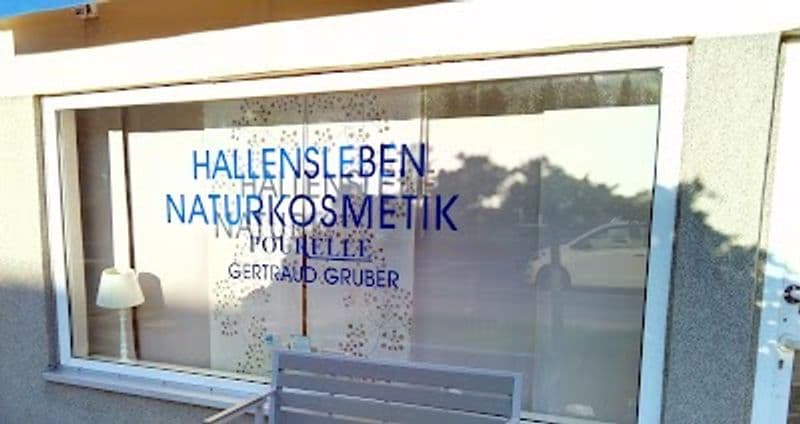 HALLENSLEBEN
NATURKOSMETIK
POURELLE
GERTRAUD GRUBER